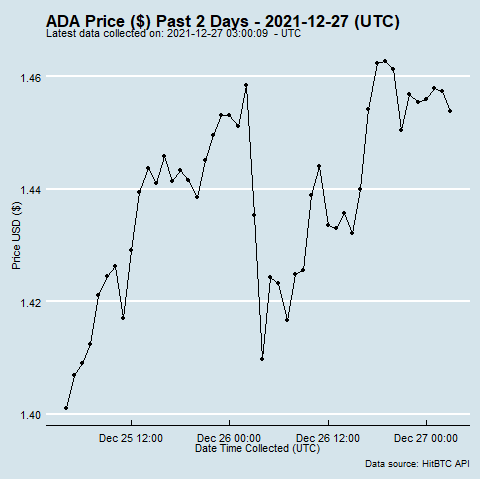 ADA Price ($) Past 2 Days - 2021-12-27 (UTC)
Latest data collected on: 2021-12-27 03:00:09  - UTC
1.46
1.44
Price USD ($)
1.42
1.40
Dec 25 12:00 Dec 26 00:00 Dec 26 12:00 Dec 27 00:00
Date Time Collected (UTC)
Data source: HitBTC API